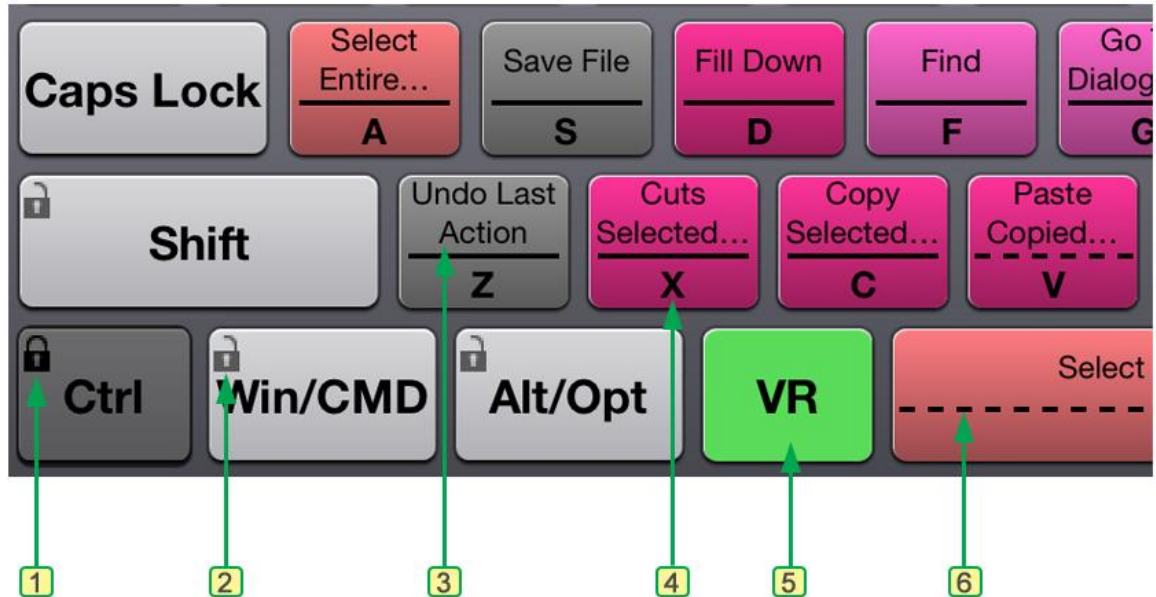 Caps Lock
Select
Entire...
A
Save File
S
Fill Down
D
Find
F
Go
Dialog
G
Shift
Undo Last
Action
Z
Cuts
Selected...
X
Copy
Selected...
C
Paste
Copied...
V
Ctrl
Win/CMD
Alt/Opt
VR
Select
1
2
3
4
5
6